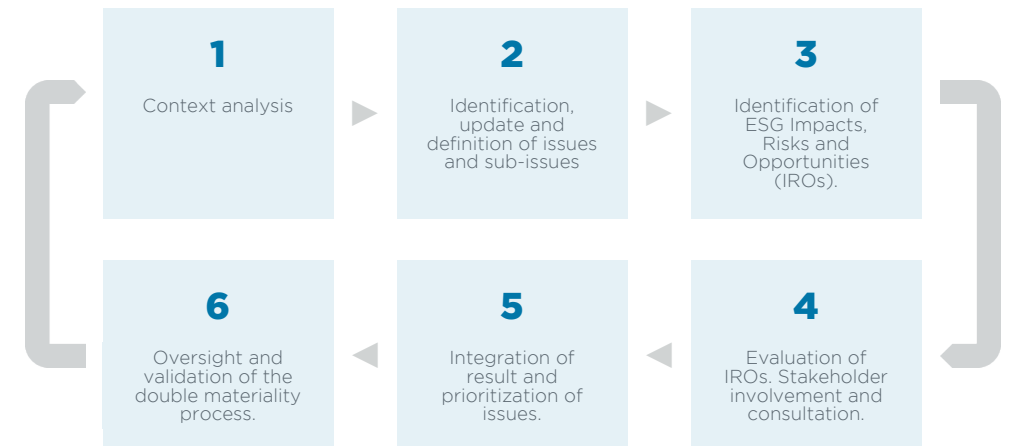 1
Context analysis
2
Identification,
update and
definition of issues
and sub-issues
3
Identification of
ESG Impacts,
Risks and
Opportunities
(IROs).
4
Evaluation of
IROs. Stakeholder
involvement and
consultation.
5
Integration of
result and
prioritization of
issues.
6
Oversight and
validation of the
double materiality
process.